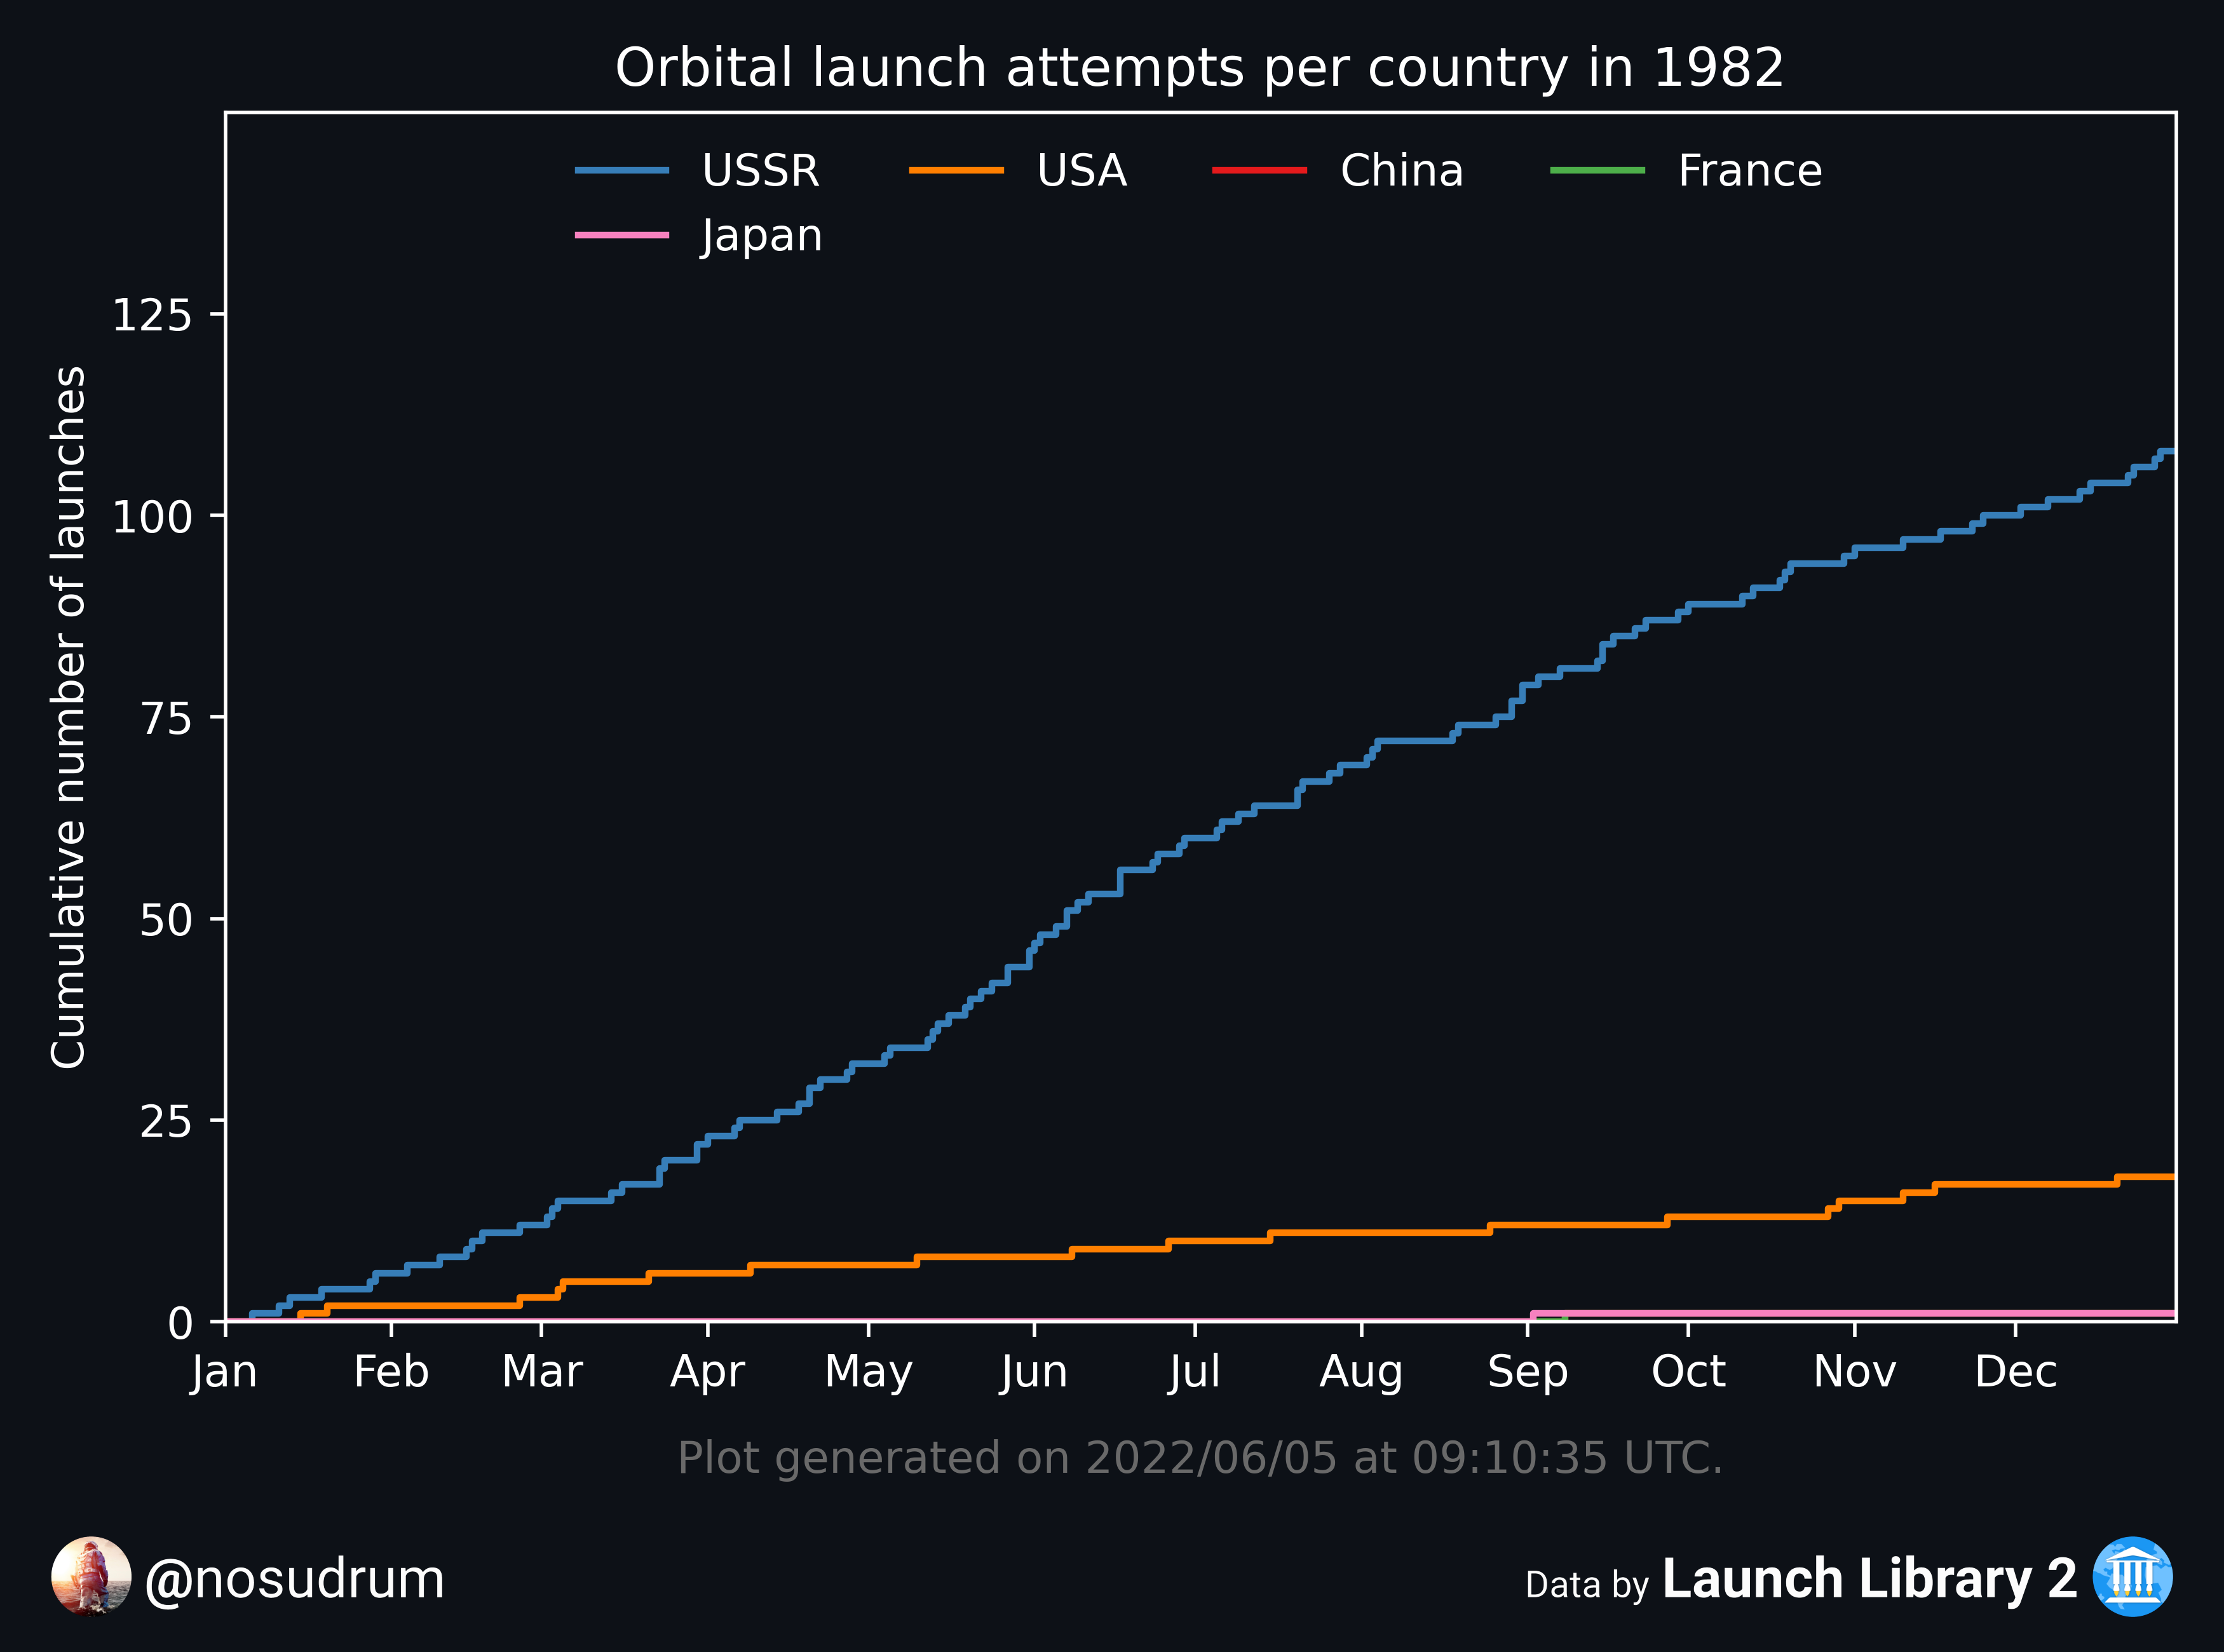 Orbital launch attempts per country in 1982
USSR USA China France
Japan
Cumulative number of launches
125
100
75
50
25
0
Jan Feb Mar Apr May Jun Jul Aug Sep Oct Nov Dec
Plot generated on 2022/06/05 at 09:10:35 UTC.
@nosudrum
Data by Launch Library 2